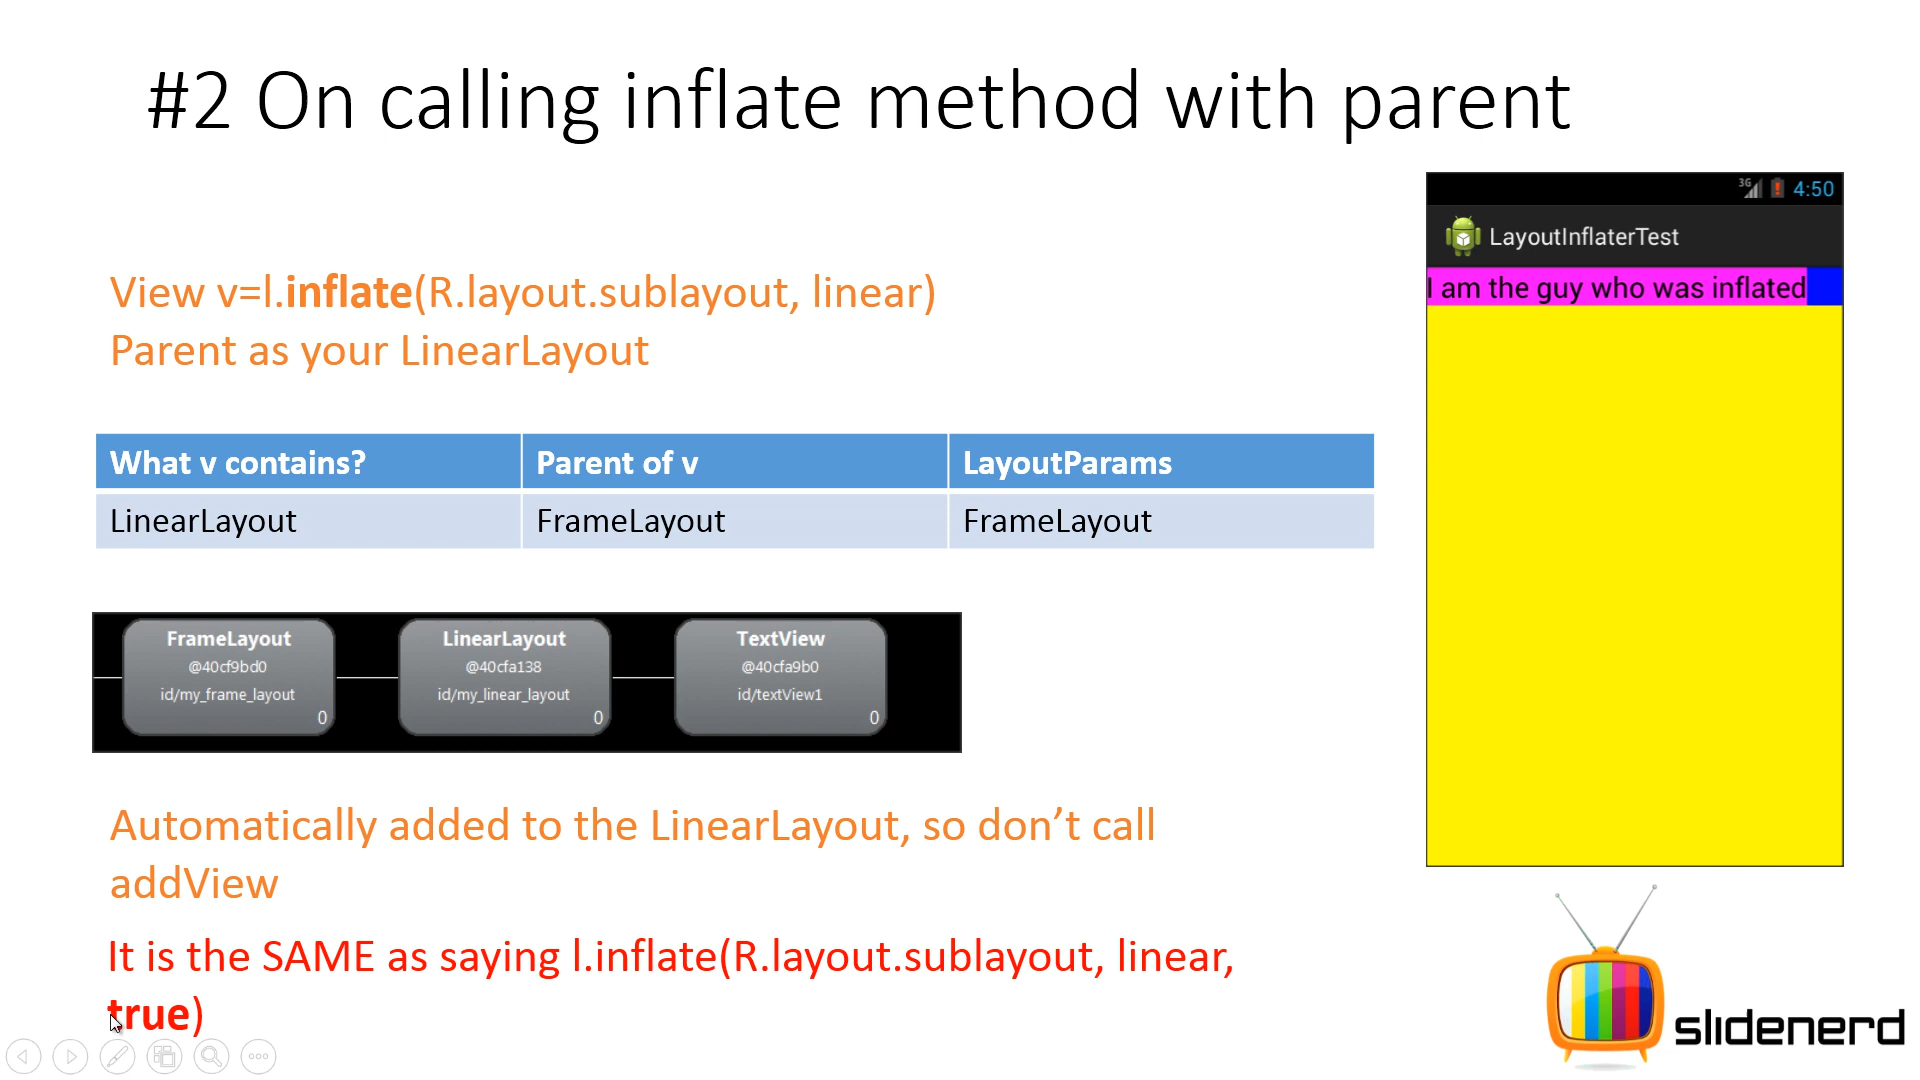 #2 On calling inflate method with parent
3G 4:50
LayoutInflaterTest
I am the guy who was inflated
View v=l.inflate(R.layout.sublayout, linear)
Parent as your LinearLayout
What v contains? Parent of v LayoutParams
LinearLayout FrameLayout FrameLayout
FrameLayout LinearLayout TextView
@40cf9bd0 @40cfa138 @40cfa9b0
id/my_frame_layout id/my_linear_layout id/textView1
0 0 0
Automatically added to the LinearLayout, so don’t call
addView
It is the SAME as saying l.inflate(R.layout.sublayout, linear,
true)
slidenerd